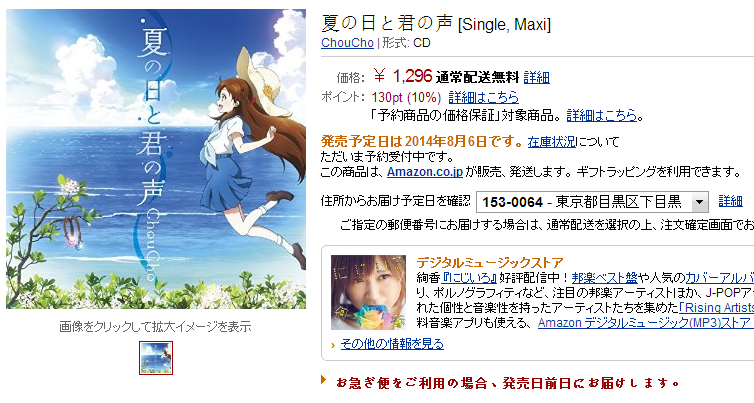 夏の日と君の声
ChouCho
夏の日と君の声 [Single, Maxi]
ChouCho | 形式: CD
価格: ￥ 1,296 通常配送無料 詳細
ポイント: 130pt (10%) 詳細はこちら
「予約商品の価格保証」対象商品。詳細はこちら。
発売予定日は2014年8月6日です。在庫状況について
ただいま予約受付中です。
この商品は、Amazon.co.jp が販売、発送します。 ギフトラッピングを利用できます。
住所からお届け予定日を確認 153-0064 - 東京都目黒区下目黒 詳細
ご指定の郵便番号にお届けする場合は、通常配送を選択の上、注文確定画面でお
デジタルミュージックストア
絢香『にじいろ』好評配信中！邦楽ベスト盤や人気のカバーアルバ
り、ポルノグラフィティなど、注目の邦楽アーティストほか、J-POPア
れた個性と音楽性を持ったアーティストたちを集めた「Rising Artists
料音楽アプリも使える、 Amazon デジタルミュージック(MP3)ストア
› その他の情報を見る
画像をクリックして拡大イメージを表示
お急ぎ便をご利用の場合、発売日前日にお届けします。